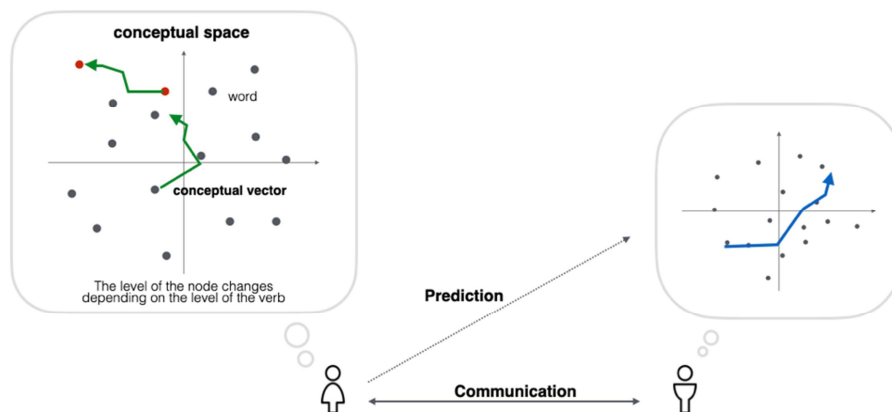 conceptual space
word
conceptual vector
The level of the node changes
depending on the level of the verb
Prediction
Communication